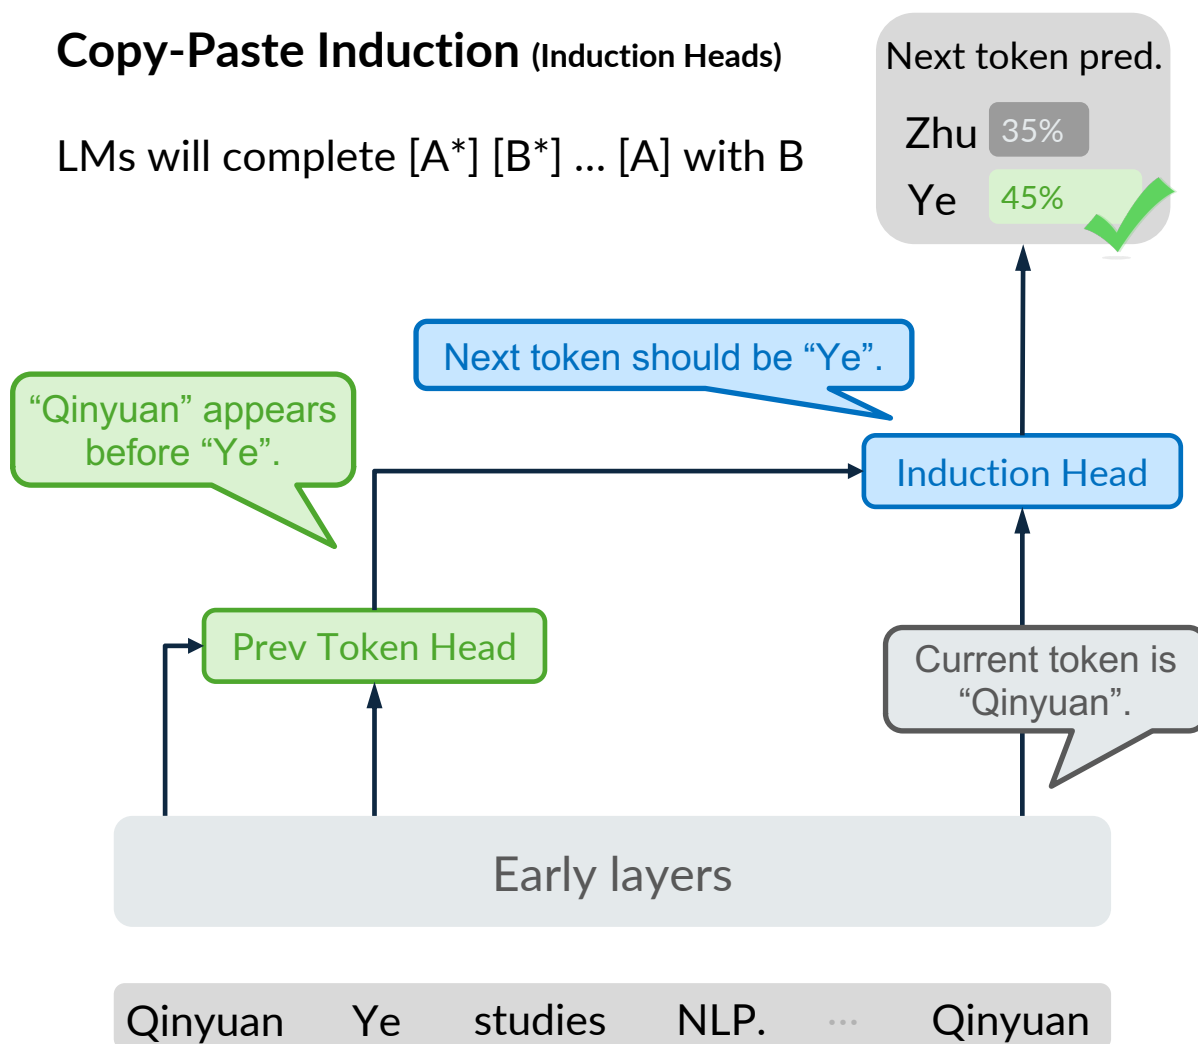 Copy-Paste Induction (Induction Heads)
LMs will complete [A*] [B*] ... [A] with B
Next token pred.
Zhu 35%
Ye 45%
Next token should be “Ye”.
“Qinyuan” appears
before “Ye”.
Induction Head
Prev Token Head
Current token is
“Qinyuan”.
Early layers
Qinyuan Ye studies NLP. ... Qinyuan